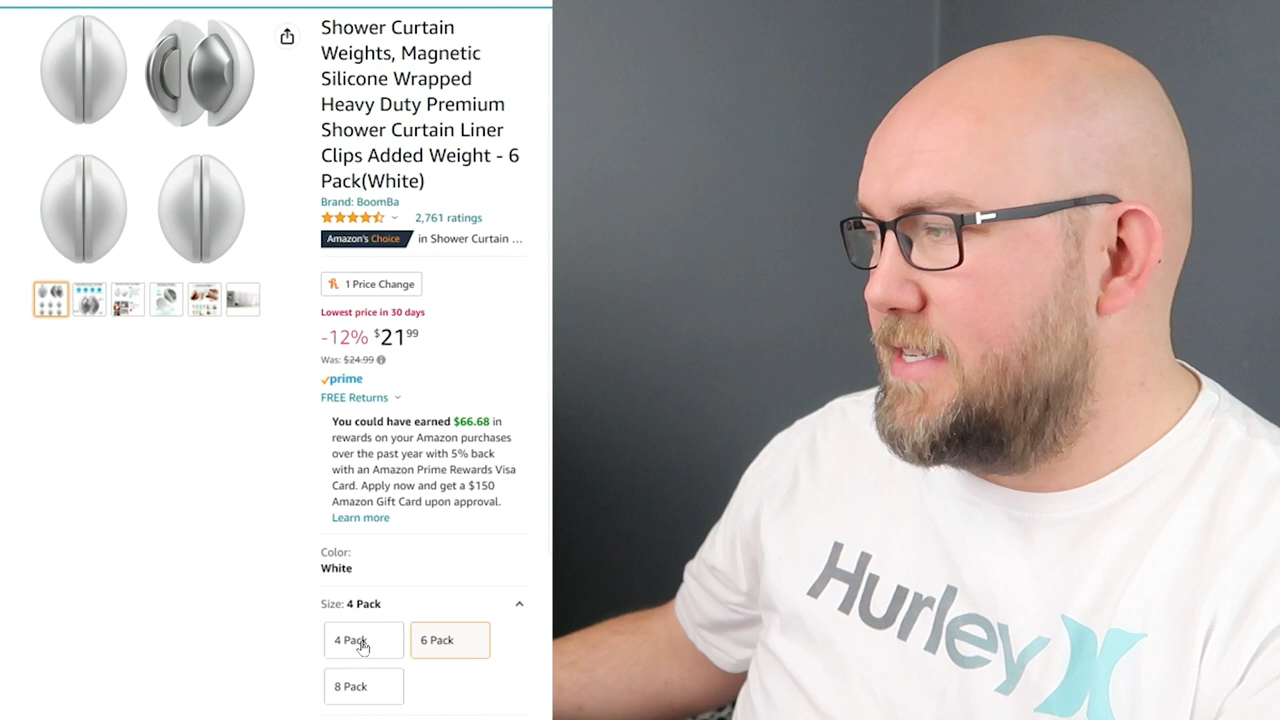 Shower Curtain
Weights, Magnetic
Silicone Wrapped
Heavy Duty Premium
Shower Curtain Liner
Clips Added Weight - 6
Pack(White)
Brand: BoomBa
2,761 ratings
Amazon's Choice in Shower Curtain ...
1 Price Change
Lowest price in 30 days
-12% $21 99
Was: $24.99
prime
FREE Returns
You could have earned $66.68 in
rewards on your Amazon purchases
over the past year with 5% back
with an Amazon Prime Rewards Visa
Card. Apply now and get a $150
Amazon Gift Card upon approval.
Learn more
Color:
White
Size: 4 Pack
4 Pack
6 Pack
8 Pack
Hurley